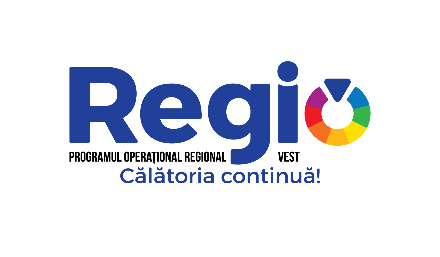 Regio
PROGRAMUL OPERAȚIONAL REGIONAL VEST
Călătoria continuă!